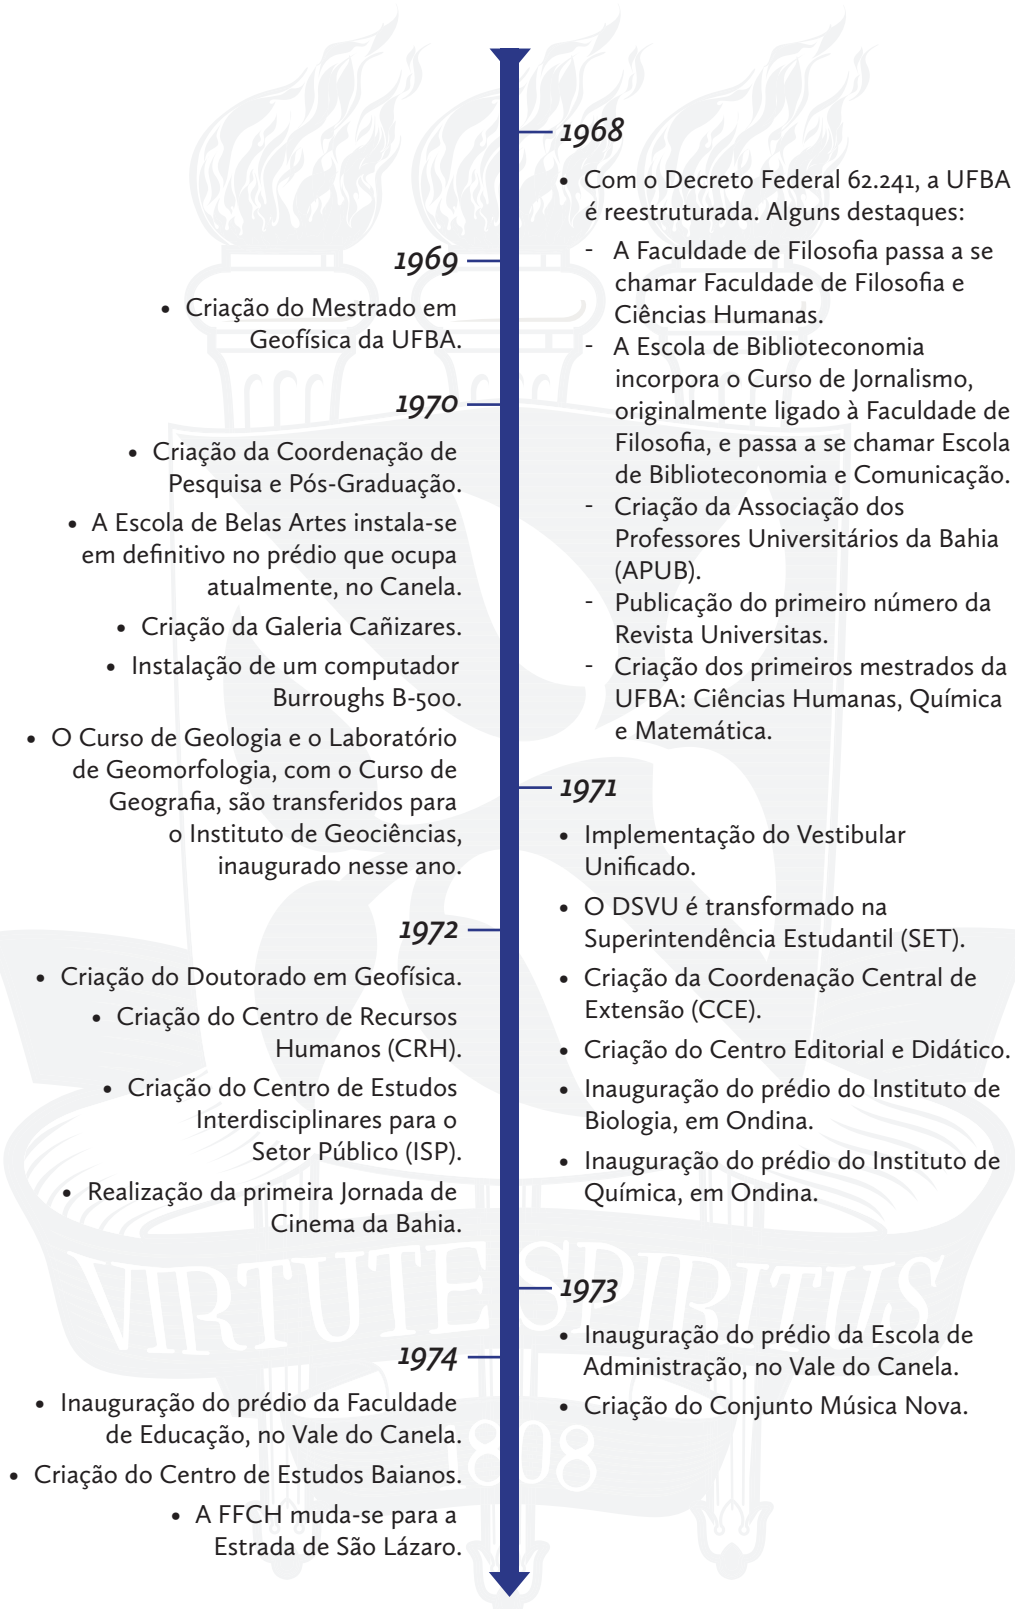 1968
• Com o Decreto Federal 62.241, a UFBA
é reestruturada. Alguns destaques:
- A Faculdade de Filosofia passa a se
chamar Faculdade de Filosofia e
Ciências Humanas.
- A Escola de Biblioteconomia
incorpora o Curso de Jornalismo,
originalmente ligado à Faculdade de
Filosofia, e passa a se chamar Escola
de Biblioteconomia e Comunicação.
- Criação da Associação dos
Professores Universitários da Bahia
(APUB).
- Publicação do primeiro número da
Revista Universitas.
- Criação dos primeiros mestrados da
UFBA: Ciências Humanas, Química
e Matemática.
1969
• Criação do Mestrado em
Geofísica da UFBA.
1970
• Criação da Coordenação de
Pesquisa e Pós-Graduação.
• A Escola de Belas Artes instala-se
em definitivo no prédio que ocupa
atualmente, no Canela.
• Criação da Galeria Cañizares.
• Instalação de um computador
Burroughs B-500.
• O Curso de Geologia e o Laboratório
de Geomorfologia, com o Curso de
Geografia, são transferidos para
o Instituto de Geociências,
inaugurado nesse ano.
1971
• Implementação do Vestibular
Unificado.
• O DSVU é transformado na
Superintendência Estudantil (SET).
• Criação da Coordenação Central de
Extensão (CCE).
• Criação do Centro Editorial e Didático.
• Inauguração do prédio do Instituto de
Biologia, em Ondina.
• Inauguração do prédio do Instituto de
Química, em Ondina.
1972
• Criação do Doutorado em Geofísica.
• Criação do Centro de Recursos
Humanos (CRH).
• Criação do Centro de Estudos
Interdisciplinares para o
Setor Público (ISP).
• Realização da primeira Jornada de
Cinema da Bahia.
1973
• Inauguração do prédio da Escola de
Administração, no Vale do Canela.
• Criação do Conjunto Música Nova.
1974
• Inauguração do prédio da Faculdade
de Educação, no Vale do Canela.
• Criação do Centro de Estudos Baianos.
• A FFCH muda-se para a
Estrada de São Lázaro.
VIRTUTE SPIRITUS
1808